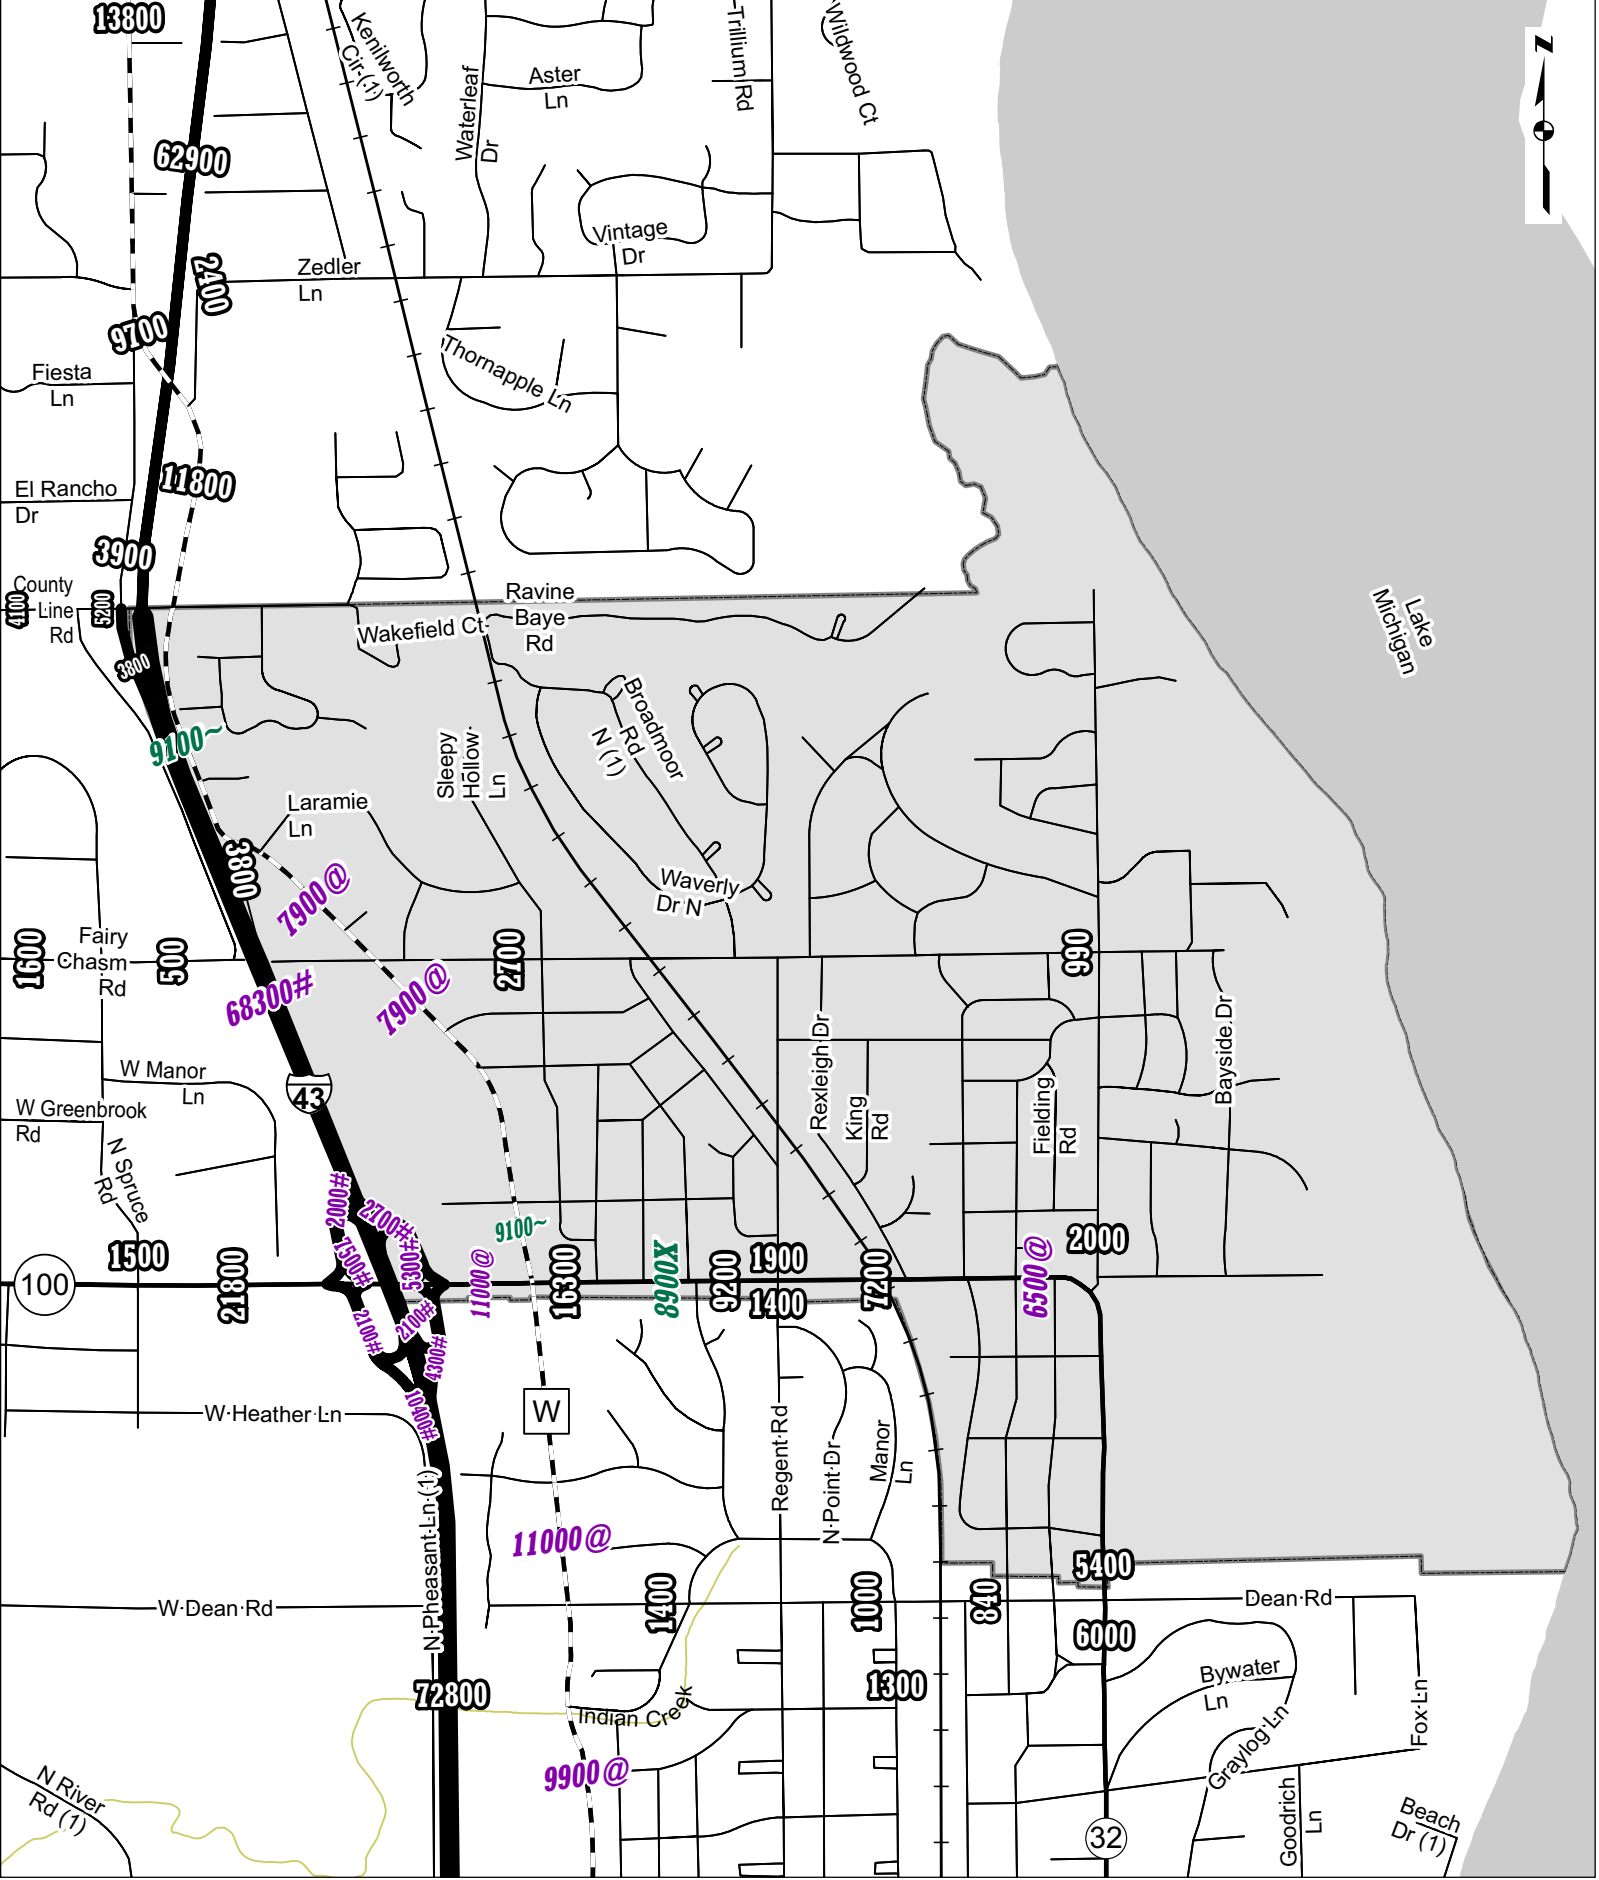 13800
Kenilworth
Cir (1)
Waterleaf
Dr
Aster
Ln
Trillium Rd
Wildwood Ct
N
62900
2400
Zedler
Ln
Vintage
Dr
9700
Fiesta
Ln
Thornapple Ln
11800
El Rancho
Dr
3900
County
Line
Rd
4100
5200
3800
Ravine
Baye
Rd
Wakefield Ct
Lake
Michigan
9100~
Sleepy
Hollow
Ln
Broadmoor
Rd
N (1)
Laramie
Ln
3800
7900@
Waverly
Dr N
1600
Fairy
Chasm
Rd
500
2700
990
68300#
7900@
W Manor
Ln
43
W Greenbrook
Rd
N Spruce
Rd
Rexleigh Dr
King
Rd
Fielding
Rd
Bayside Dr
2000#
2700#
7500#
5300#
9100~
1500
100
21800
11000@
16300
8900X
9200
1900
1400
7200
6500@
2000
2100#
2100#
4300#
10400#
W Heather Ln
W
Regent Rd
N Point Dr
Manor
Ln
N Pheasant Ln (1)
11000@
5400
W Dean Rd
1400
1000
840
Dean Rd
6000
72800
1300
Indian Creek
Bywater
Ln
Graylog Ln
Fox Ln
9900@
N River
Rd (1)
32
Goodrich
Ln
Beach
Dr (1)